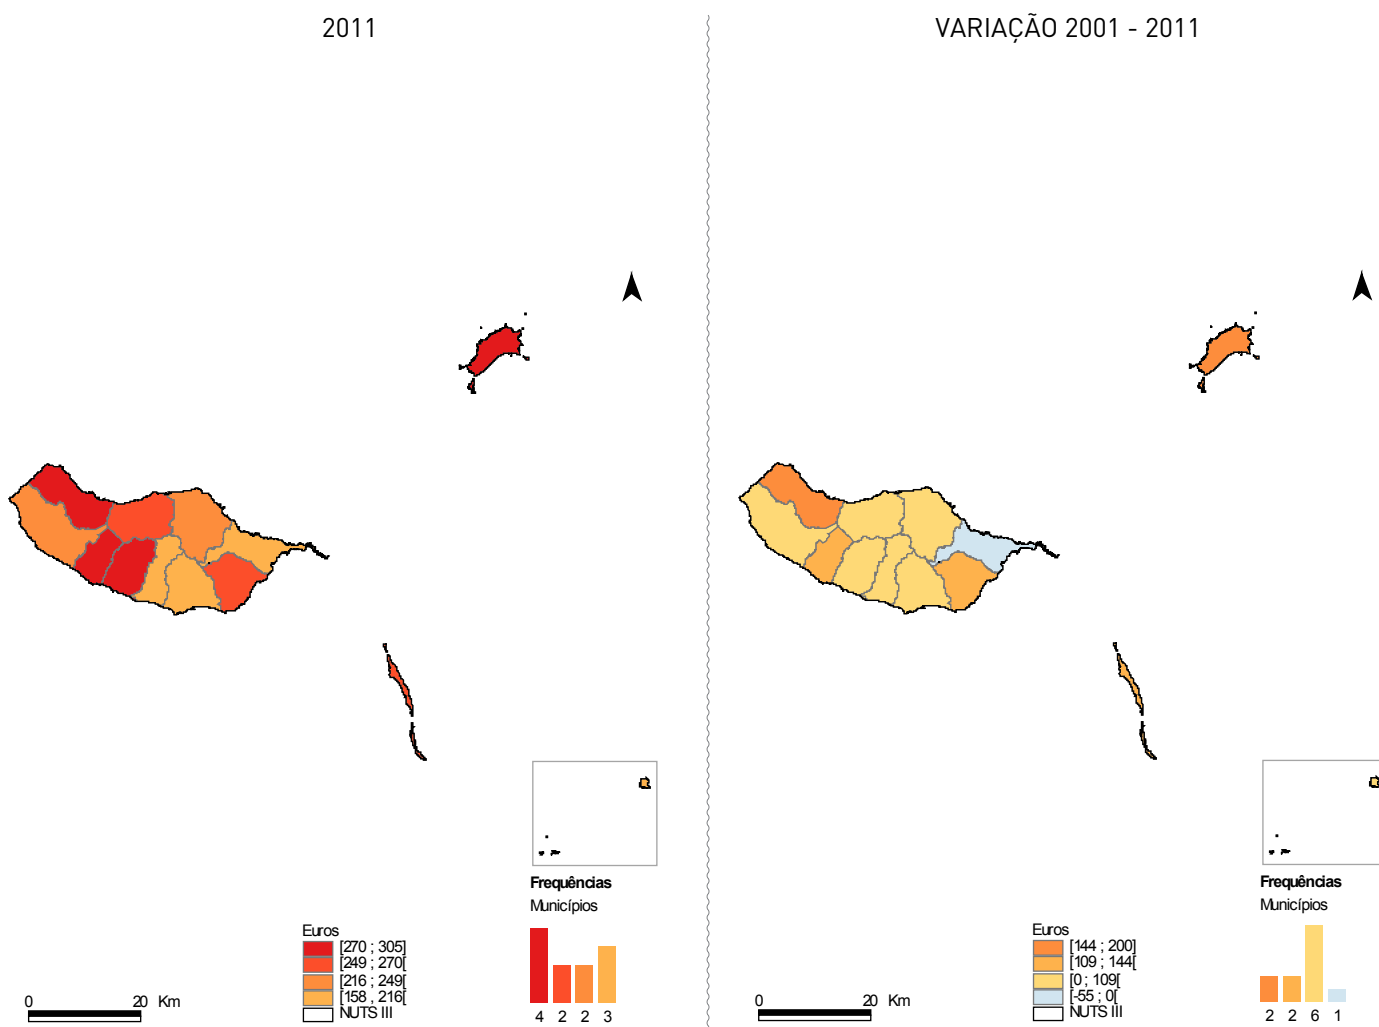 2011
Frequências
Municípios
Euros
[270 ; 305]
[249 ; 270[
[216 ; 249[
[158 ; 216[
NUTS III
0 20 Km
4 2 2 3
VARIAÇÃO 2001 - 2011
Frequências
Municípios
Euros
[144 ; 200]
[109 ; 144[
[0 ; 109[
[-55 ; 0[
NUTS III
0 20 Km
2 2 6 1